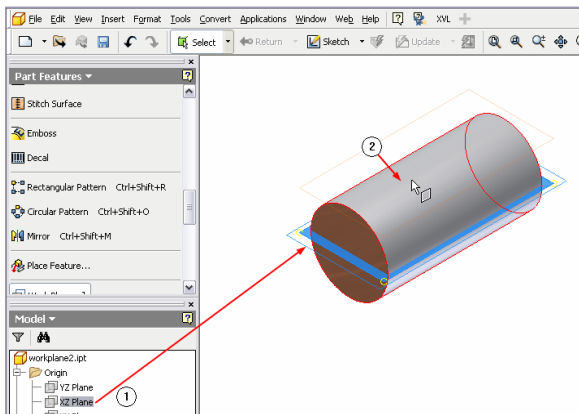 File Edit View Insert Format Tools Convert Applications Window Web Help XVL
Select Return Sketch Update
Part Features
Stitch Surface
Emboss
Decal
Rectangular Pattern Ctrl+Shift+R
Circular Pattern Ctrl+Shift+O
Mirror Ctrl+Shift+M
Place Feature...
2
Model
workplane2.ipt
Origin
YZ Plane
XZ Plane
1